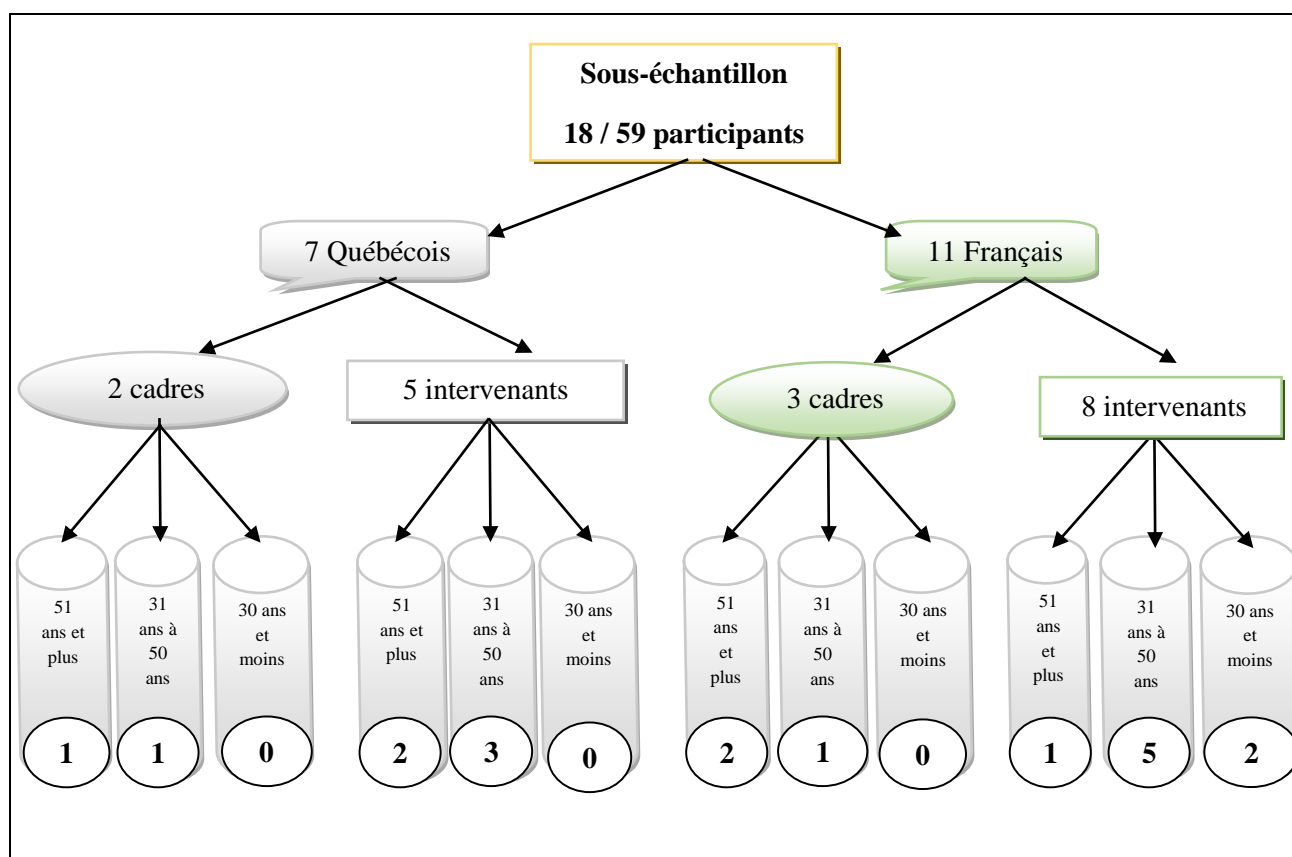 Sous-échantillon
18 / 59 participants
7 Québécois
11 Français
2 cadres
5 intervenants
3 cadres
8 intervenants
51
ans et
plus
31
ans à
50
ans
30 ans
et
moins
51
ans et
plus
31
ans à
50
ans
30 ans
et
moins
51
ans
et
plus
31
ans à
50
ans
30 ans
et
moins
51
ans
et
plus
31
ans à
50
ans
30 ans
et
moins
1
1
0
2
3
0
2
1
0
1
5
2